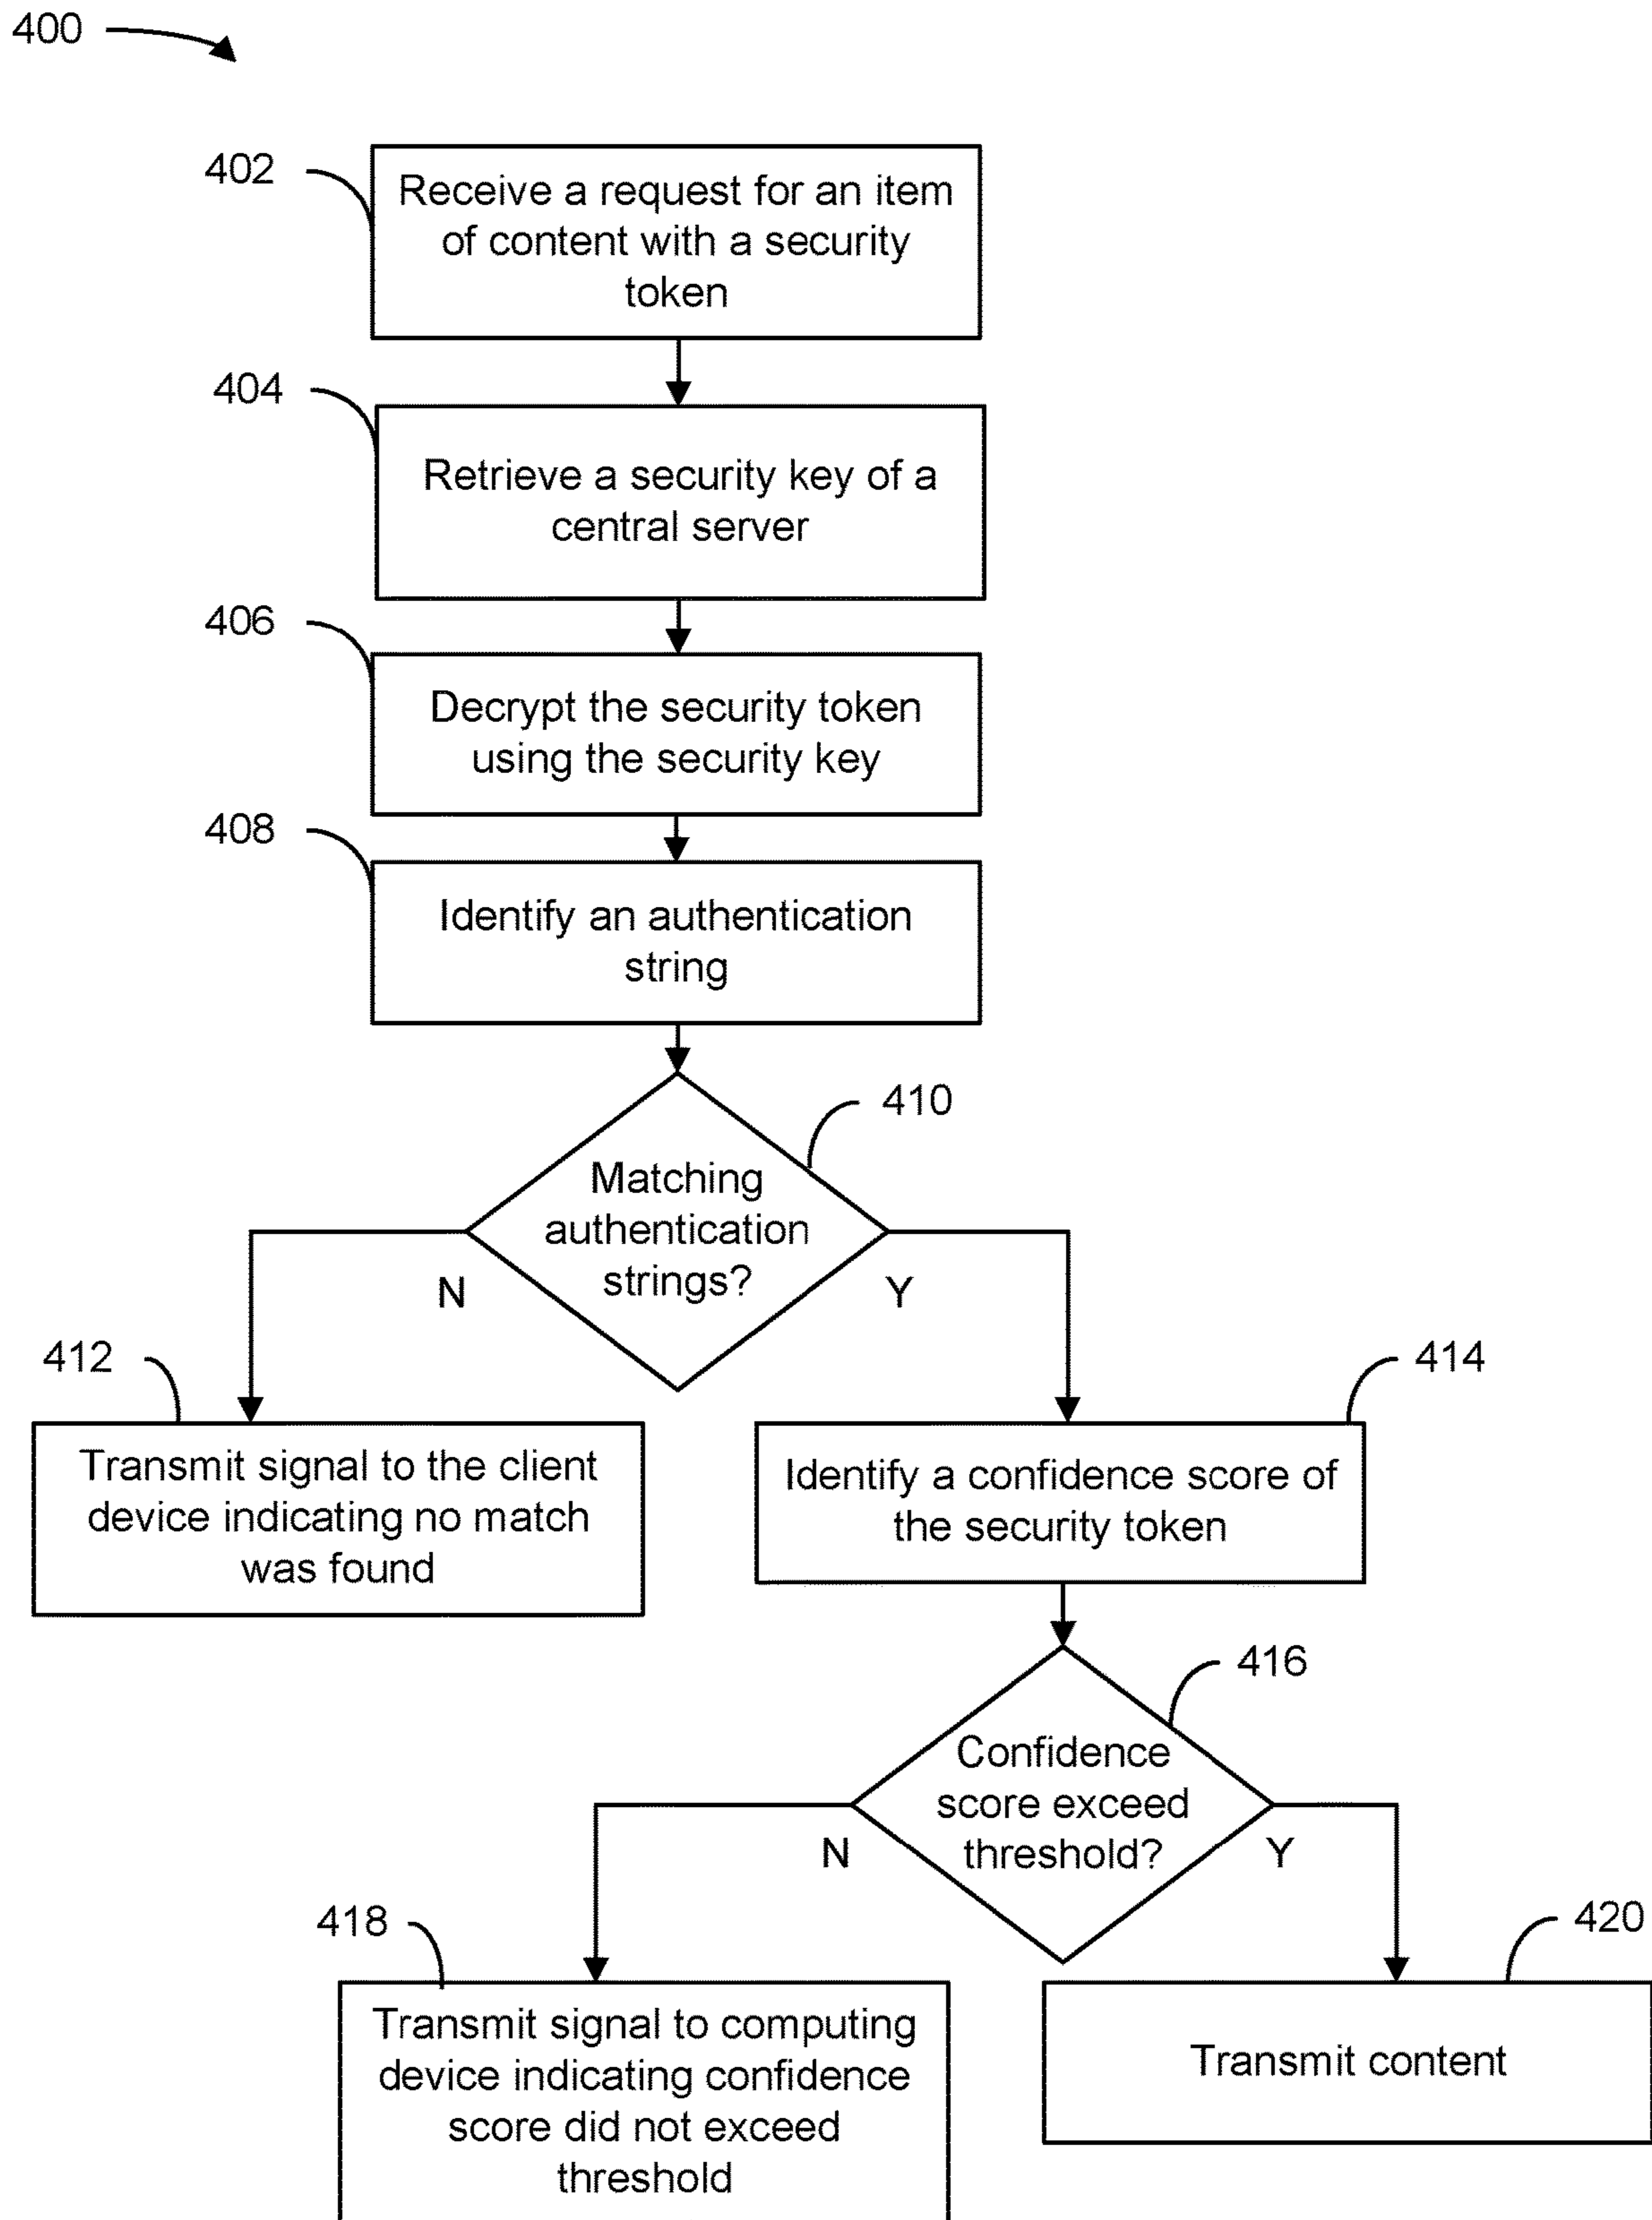 400
402
Receive a request for an item
of content with a security
token
404
Retrieve a security key of a
central server
406
Decrypt the security token
using the security key
408
Identify an authentication
string
410
Matching
authentication
strings?
N
Y
412
Transmit signal to the client
device indicating no match
was found
414
Identify a confidence score of
the security token
416
Confidence
score exceed
threshold?
N
Y
418
Transmit signal to computing
device indicating confidence
score did not exceed
threshold
420
Transmit content